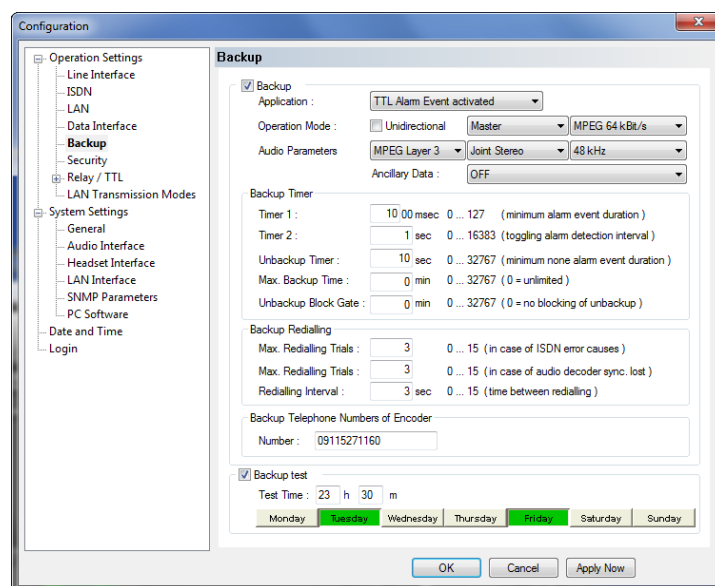 Configuration
Operation Settings
Line Interface
ISDN
LAN
Data Interface
Backup
Security
Relay / TTL
LAN Transmission Modes
System Settings
General
Audio Interface
Headset Interface
LAN Interface
SNMP Parameters
PC Software
Date and Time
Login
Backup
Backup
Application : TTL Alarm Event activated
Operation Mode : Unidirectional Master MPEG 64 kBit/s
Audio Parameters MPEG Layer 3 Joint Stereo 48 kHz
Ancillary Data : OFF
Backup Timer
Timer 1 : 10 00 msec 0 ... 127 ( minimum alarm event duration )
Timer 2 : 1 sec 0 ... 16383 ( toggling alarm detection interval )
Unbackup Timer : 10 sec 0 ... 32767 ( minimum none alarm event duration )
Max. Backup Time : 0 min 0 ... 32767 ( 0 = unlimited )
Unbackup Block Gate : 0 min 0 ... 32767 ( 0 = no blocking of unbackup )
Backup Redialling
Max. Redialling Trials : 3 0 ... 15 ( in case of ISDN error causes )
Max. Redialling Trials : 3 0 ... 15 ( in case of audio decoder sync. lost )
Redialling Interval : 3 sec 0 ... 15 ( time between redialling )
Backup Telephone Numbers of Encoder
Number : 09115271160
Backup test
Test Time : 23 h 30 m
Monday Tuesday Wednesday Thursday Friday Saturday Sunday
OK Cancel Apply Now